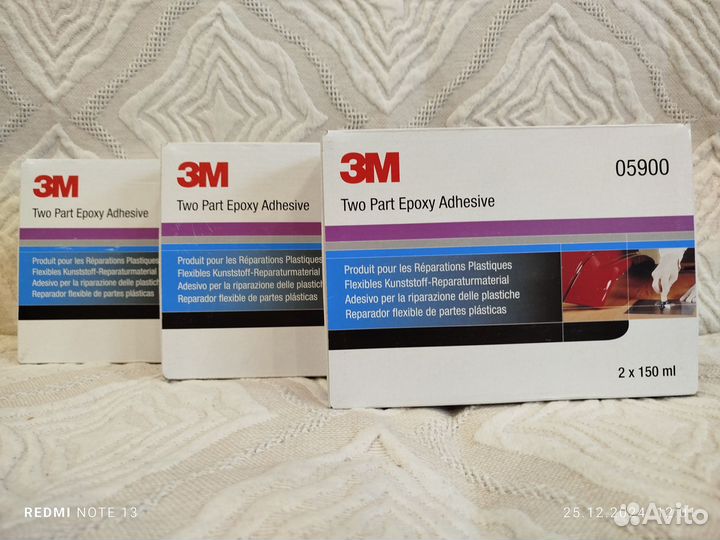 3M
Two Part Epoxy Adhesive
Produit pour les Réparations Plastiques
Flexibles Kunststoff-Reparaturmaterial
Adesivo per la riparazione delle plastiche
Reparador flexible de partes plásticas
3M
Two Part Epoxy Adhesive
Produit pour les Réparations Plastiques
Flexibles Kunststoff-Reparaturmaterial
Adesivo per la riparazione delle plastiche
Reparador flexible de partes plásticas
3M
05900
Two Part Epoxy Adhesive
Produit pour les Réparations Plastiques
Flexibles Kunststoff-Reparaturmaterial
Adesivo per la riparazione delle plastiche
Reparador flexible de partes plásticas
2 x 150 ml
REDMI NOTE 13
25.12.2024
Avito